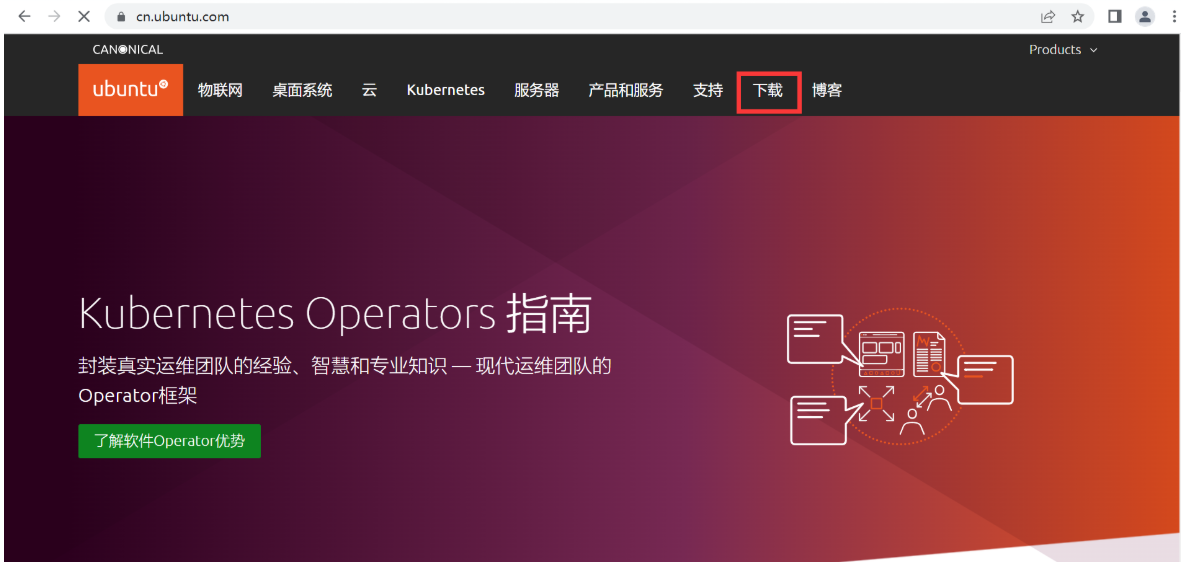 cn.ubuntu.com
CANONICAL
Products
ubuntu 物联网 桌面系统 云 Kubernetes 服务器 产品和服务 支持 下载 博客
Kubernetes Operators 指南
封装真实运维团队的经验、智慧和专业知识 — 现代运维团队的
Operator框架
了解软件Operator优势